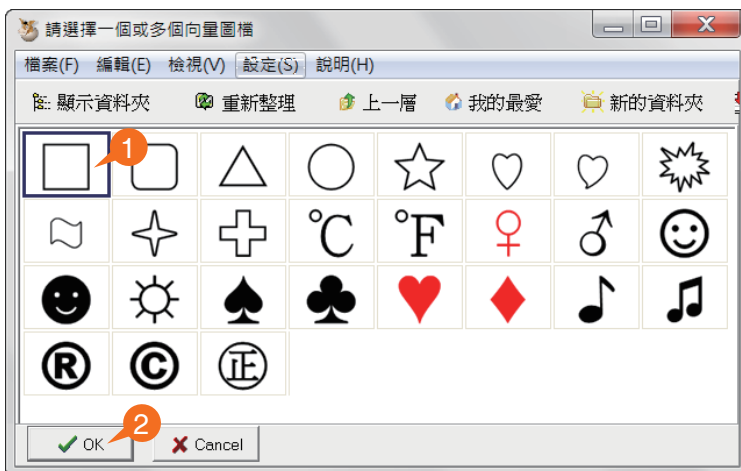 請選擇一個或多個向量圖檔
檔案(F) 編輯(E) 檢視(V) 設定(S) 說明(H)
顯示資料夾 重新整理 上一層 我的最愛 新的資料夾
1
℃ ℉
® © 正
2
OK Cancel